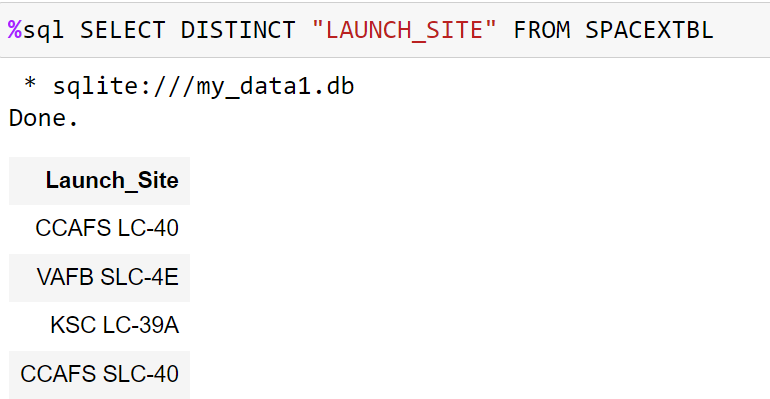 %sql SELECT DISTINCT "LAUNCH_SITE" FROM SPACEXTBL
* sqlite:///my_data1.db
Done.
Launch_Site
CCAFS LC-40
VAFB SLC-4E
KSC LC-39A
CCAFS SLC-40